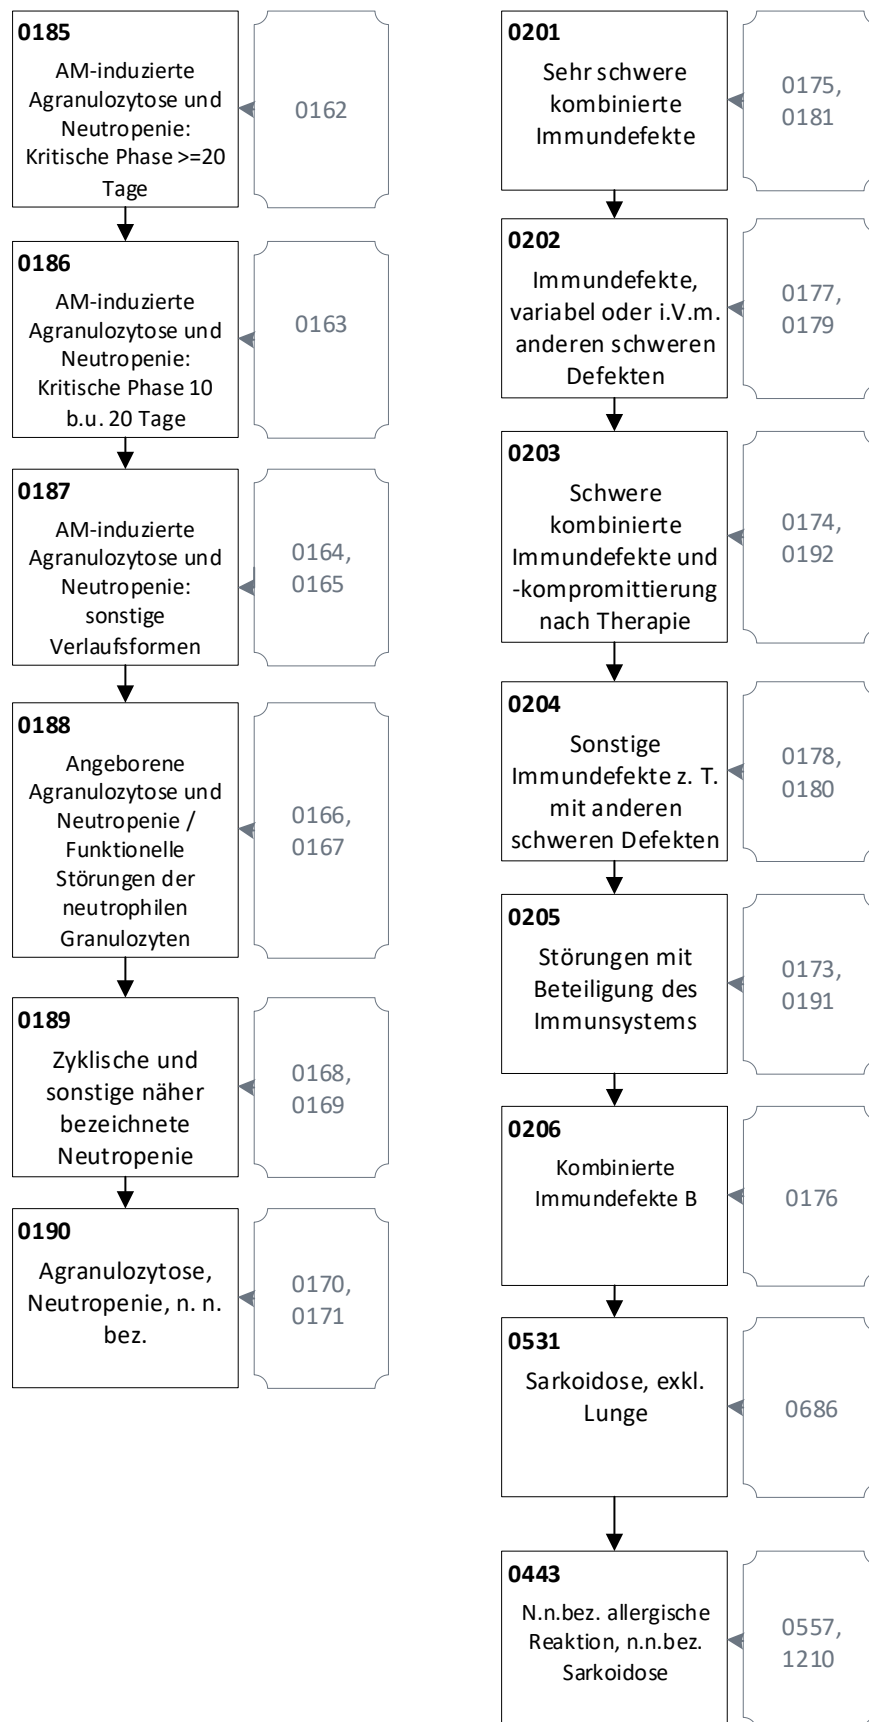 0185
AM-induzierte
Agranulozytose und
Neutropenie:
Kritische Phase >=20
Tage
0162
0186
AM-induzierte
Agranulozytose und
Neutropenie:
Kritische Phase 10
b.u. 20 Tage
0163
0187
AM-induzierte
Agranulozytose und
Neutropenie:
sonstige
Verlaufsformen
0164,
0165
0188
Angeborene
Agranulozytose und
Neutropenie /
Funktionelle
Störungen der
neutrophilen
Granulozyten
0166,
0167
0189
Zyklische und
sonstige näher
bezeichnete
Neutropenie
0168,
0169
0190
Agranulozytose,
Neutropenie, n. n.
bez.
0170,
0171
0201
Sehr schwere
kombinierte
Immundefekte
0175,
0181
0202
Immundefekte,
variabel oder i.V.m.
anderen schweren
Defekten
0177,
0179
0203
Schwere
kombinierte
Immundefekte und
-kompromittierung
nach Therapie
0174,
0192
0204
Sonstige
Immundefekte z. T.
mit anderen
schweren Defekten
0178,
0180
0205
Störungen mit
Beteiligung des
Immunsystems
0173,
0191
0206
Kombinierte
Immundefekte B
0176
0531
Sarkoidose, exkl.
Lunge
0686
0443
N.n.bez. allergische
Reaktion, n.n.bez.
Sarkoidose
0557,
1210